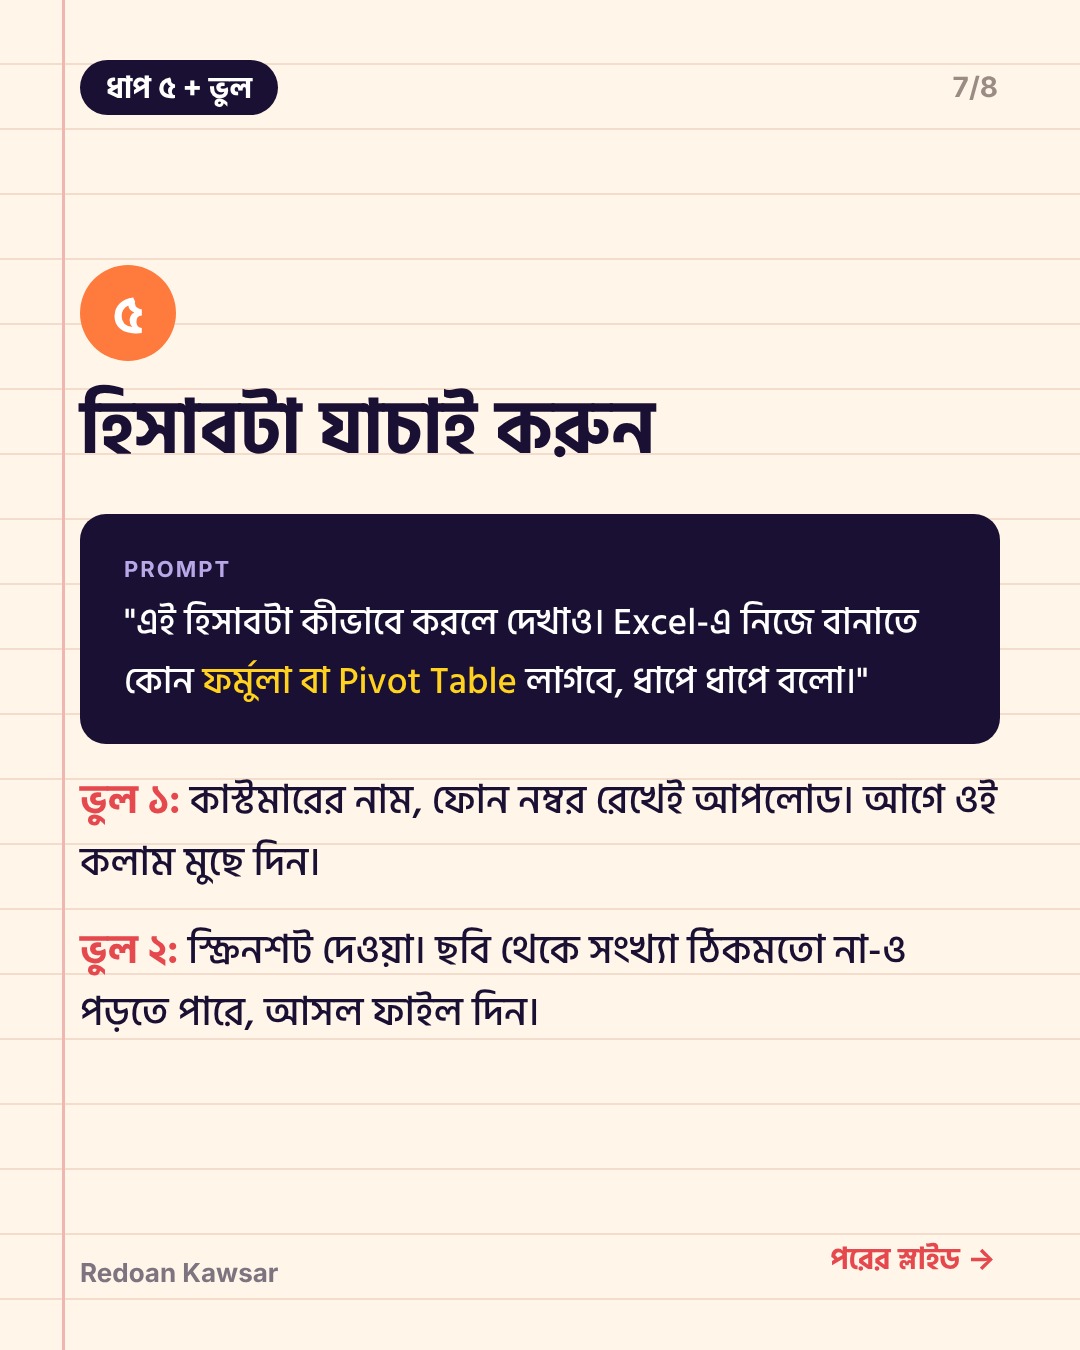 ধাপ ৫ + ভুল
7/8
৫
হিসাবটা যাচাই করুন
PROMPT
"এই হিসাবটা কীভাবে করলে দেখাও। Excel-এ নিজে বানাতে
কোন ফর্মুলা বা Pivot Table লাগবে, ধাপে ধাপে বলো।"
ভুল ১: কাস্টমারের নাম, ফোন নম্বর রেখেই আপলোড। আগে ওই
কলাম মুছে দিন।
ভুল ২: স্ক্রিনশট দেওয়া। ছবি থেকে সংখ্যা ঠিকমতো না-ও
পড়তে পারে, আসল ফাইল দিন।
Redoan Kawsar
পরের স্লাইড →